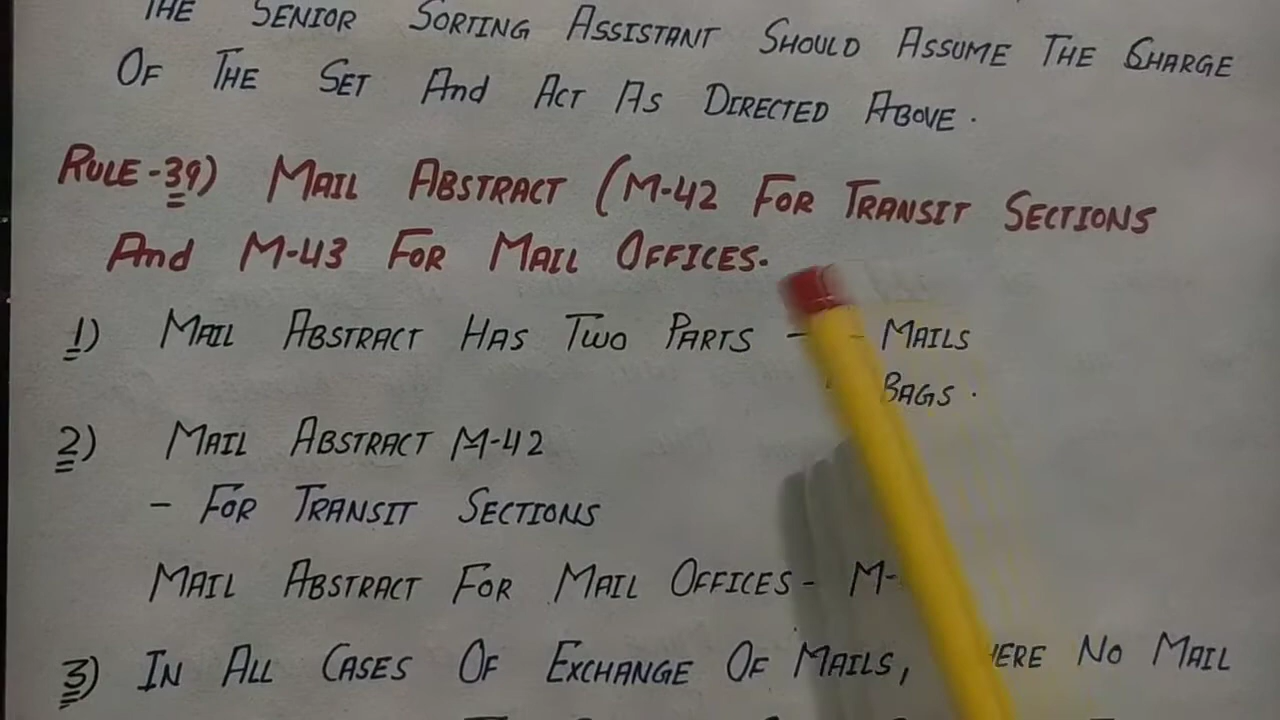 THE SENIOR SORTING ASSISTANT SHOULD ASSUME THE CHARGE
OF THE SET And ACT AS DIRECTED ABOVE.
RULE-39) MAIL ABSTRACT (M-42 FOR TRANSIT SECTIONS
And M-43 FOR MAIL OFFICES.
1) MAIL ABSTRACT HAS TWO PARTS - - MAILS
BAGS.
2) MAIL ABSTRACT M-42
- FOR TRANSIT SECTIONS
MAIL ABSTRACT FOR MAIL OFFICES - M-
3) IN ALL CASES OF EXCHANGE OF MAILS, NO MAIL